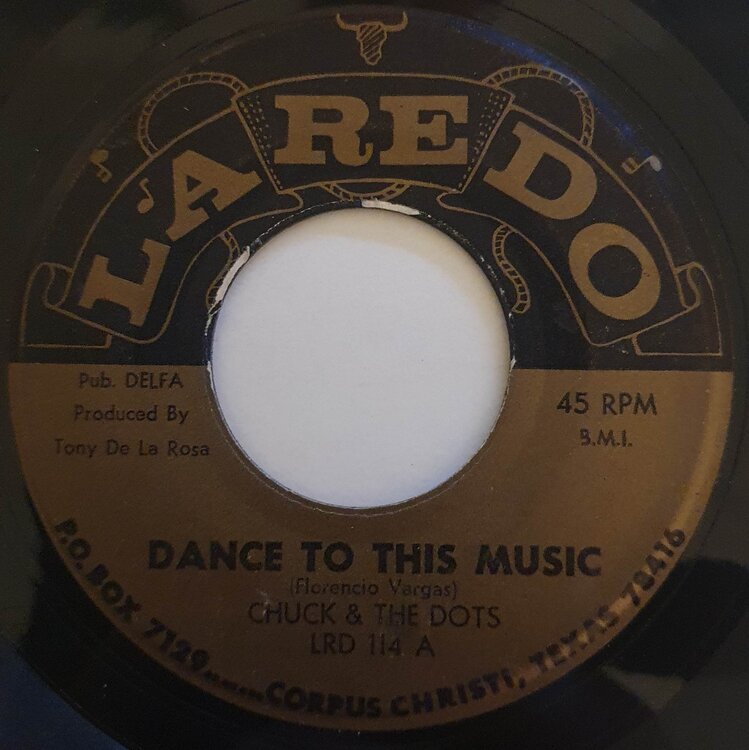 LAREDO
Pub. DELFA
Produced By
Tony De La Rosa
45 RPM
B.M.I.
DANCE TO THIS MUSIC
(Florencio Vargas)
CHUCK & THE DOTS
LRD 114 A
P.O. BOX 7129......CORPUS CHRISTI, TEXAS 78416